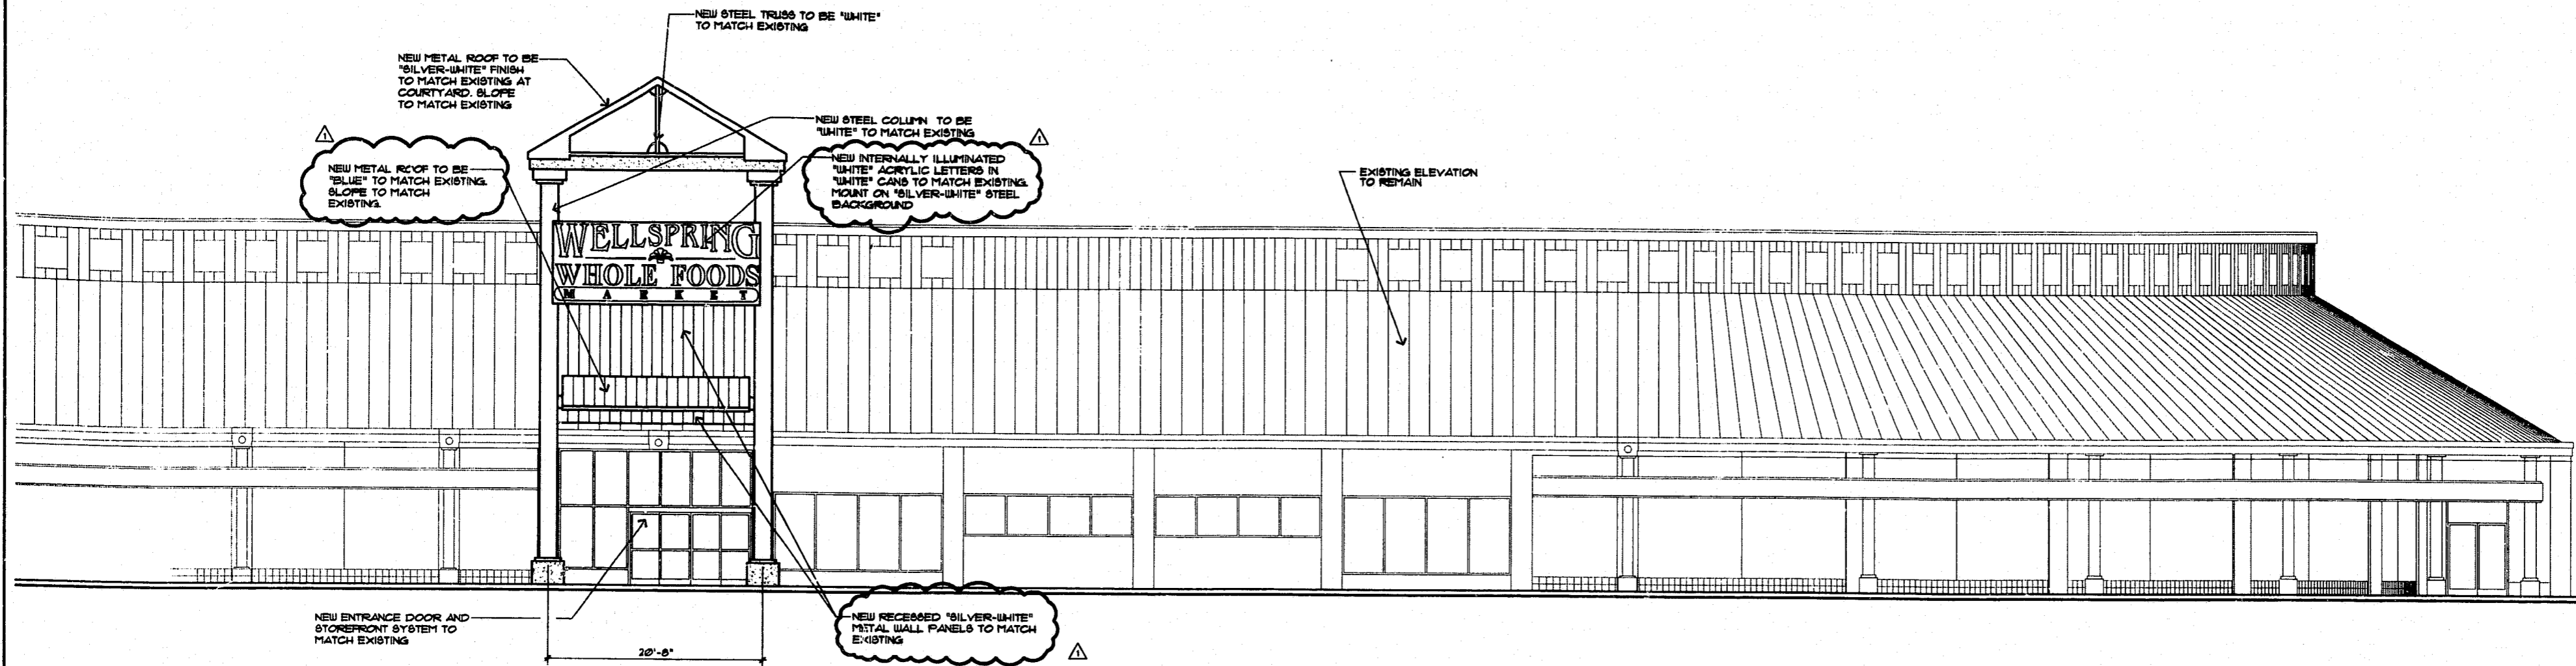 NEW STEEL TRUSS TO BE "WHITE"
TO MATCH EXISTING
NEW METAL ROOF TO BE
"SILVER-WHITE" FINISH
TO MATCH EXISTING AT
COURTYARD. SLOPE
TO MATCH EXISTING
1
NEW METAL ROOF TO BE
"BLUE" TO MATCH EXISTING.
SLOPE TO MATCH
EXISTING.
NEW STEEL COLUMN TO BE
"WHITE" TO MATCH EXISTING
1
NEW INTERNALLY ILLUMINATED
"WHITE" ACRYLIC LETTERS IN
"WHITE" CANS TO MATCH EXISTING.
MOUNT ON "SILVER-WHITE" STEEL
BACKGROUND
EXISTING ELEVATION
TO REMAIN
WELLSPRING
WHOLE FOODS
MARKET
NEW ENTRANCE DOOR AND
STOREFRONT SYSTEM TO
MATCH EXISTING
NEW RECESSED "SILVER-WHITE"
METAL WALL PANELS TO MATCH
EXISTING
1
20'-8"